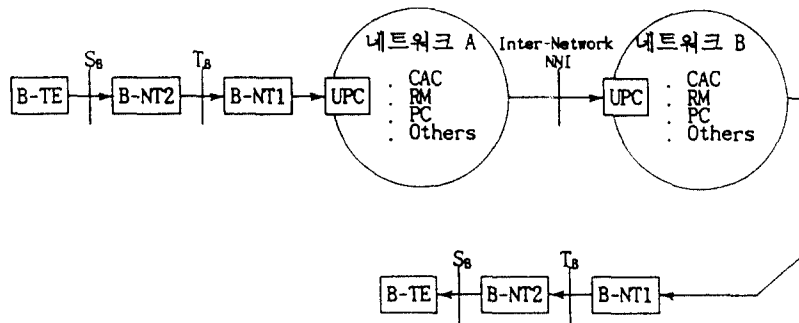 네트워크 A
Inter-Network
NNI
네트워크 B
S_B
T_B
B-TE
B-NT2
B-NT1
UPC
. CAC
. RM
. PC
. Others
UPC
. CAC
. RM
. PC
. Others
S_B
T_B
B-TE
B-NT2
B-NT1